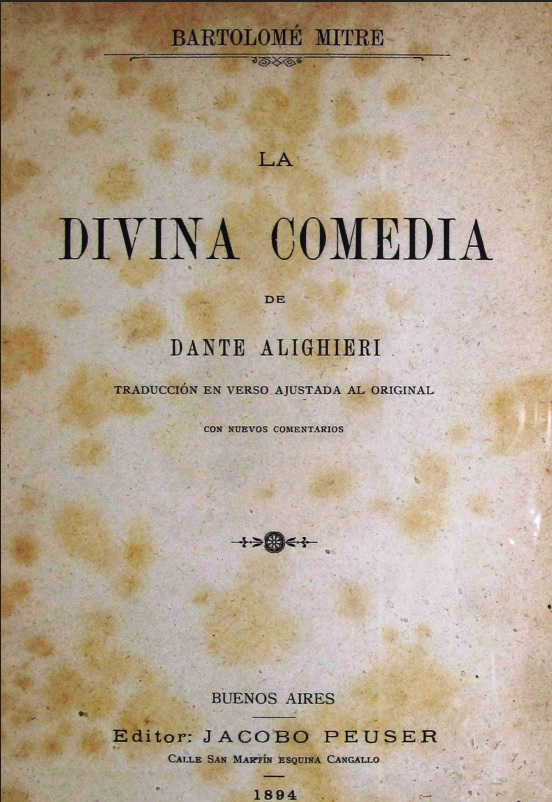 BARTOLOMÉ MITRE
LA
DIVINA COMEDIA
DE
DANTE ALIGHIERI
TRADUCCIÓN EN VERSO AJUSTADA AL ORIGINAL
CON NUEVOS COMENTARIOS
BUENOS AIRES
Editor: JACOBO PEUSER
CALLE SAN MARTÍN ESQUINA CANGALLO
1894